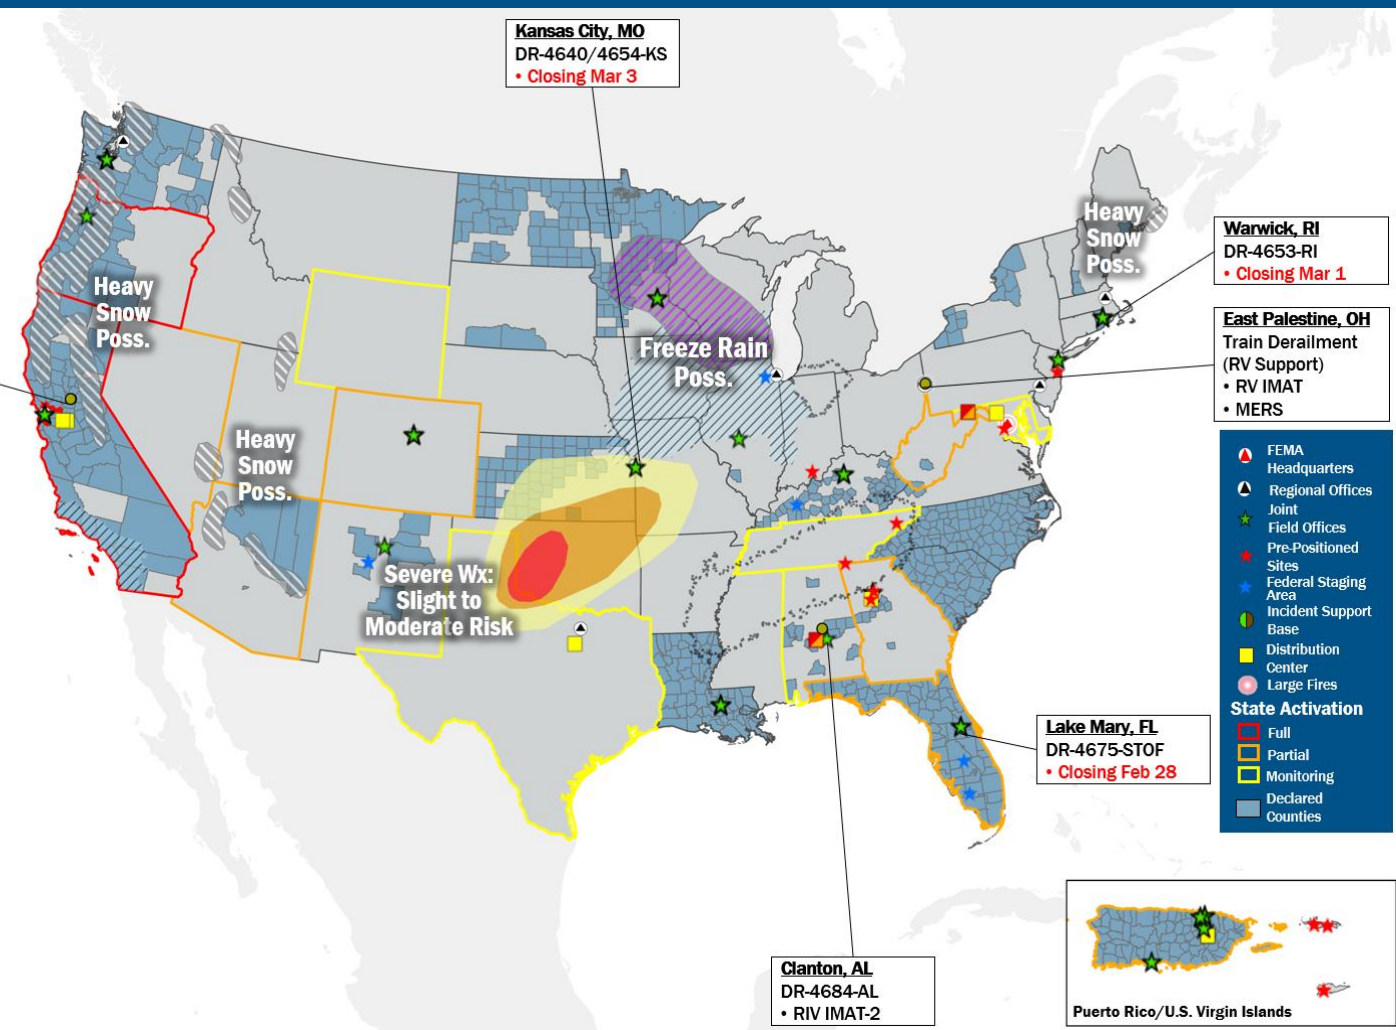 Kansas City, MO
DR-4640/4654-KS
• Closing Mar 3
Heavy
Snow
Poss.
Warwick, RI
DR-4653-RI
• Closing Mar 1
Heavy
Snow
Poss.
East Palestine, OH
Train Derailment
(RV Support)
• RV IMAT
• MERS
Freeze Rain
Poss.
Heavy
Snow
Poss.
Severe Wx:
Slight to
Moderate Risk
FEMA
Headquarters
Regional Offices
Joint
Field Offices
Pre-Positioned
Sites
Federal Staging
Area
Incident Support
Base
Distribution
Center
Large Fires
State Activation
Full
Partial
Monitoring
Declared
Counties
Lake Mary, FL
DR-4675-STOF
• Closing Feb 28
Clanton, AL
DR-4684-AL
• RIV IMAT-2
Puerto Rico/U.S. Virgin Islands